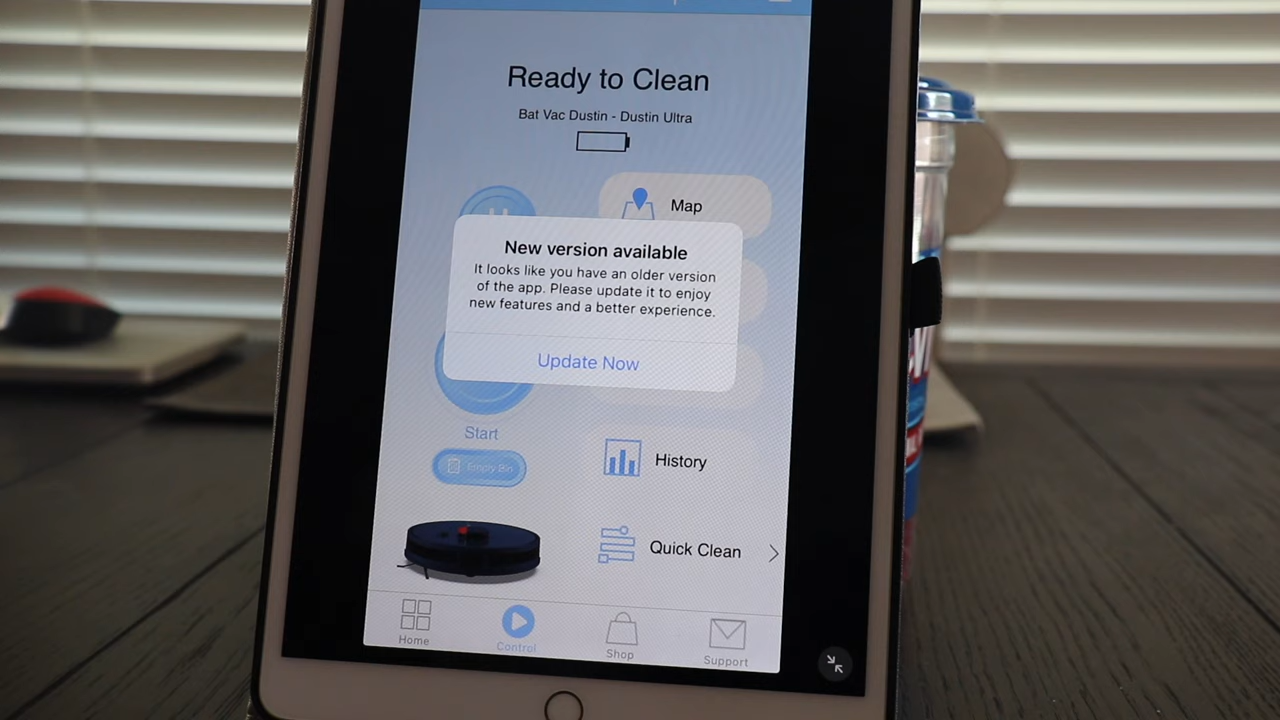 Ready to Clean
Bat Vac Dustin - Dustin Ultra
Map
New version available
It looks like you have an older version
of the app. Please update it to enjoy
new features and a better experience.
Update Now
Start
Empty Bin
History
Quick Clean
Home
Control
Shop
Support